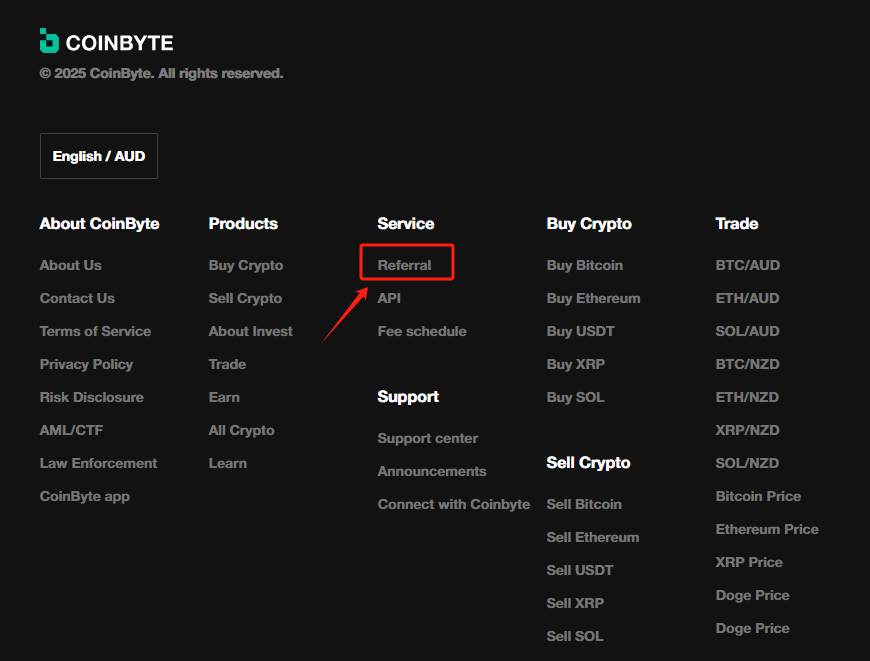 COINBYTE
© 2025 CoinByte. All rights reserved.
English / AUD
About CoinByte
About Us
Contact Us
Terms of Service
Privacy Policy
Risk Disclosure
AML/CTF
Law Enforcement
CoinByte app
Products
Buy Crypto
Sell Crypto
About Invest
Trade
Earn
All Crypto
Learn
Service
Referral
API
Fee schedule
Support
Support center
Announcements
Connect with Coinbyte
Buy Crypto
Buy Bitcoin
Buy Ethereum
Buy USDT
Buy XRP
Buy SOL
Sell Crypto
Sell Bitcoin
Sell Ethereum
Sell USDT
Sell XRP
Sell SOL
Trade
BTC/AUD
ETH/AUD
SOL/AUD
BTC/NZD
ETH/NZD
XRP/NZD
SOL/NZD
Bitcoin Price
Ethereum Price
XRP Price
Doge Price
Doge Price